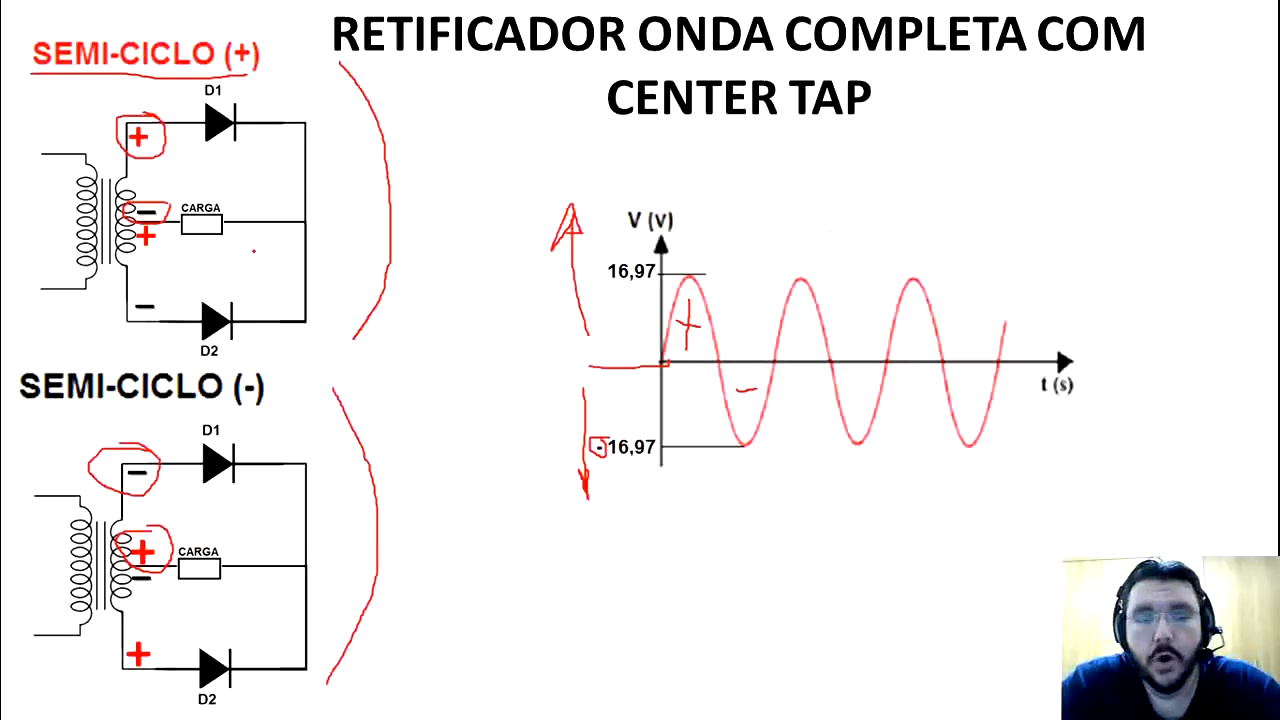 RETIFICADOR ONDA COMPLETA COM
CENTER TAP
SEMI-CICLO (+)
D1
+
−
CARGA
+
−
D2
SEMI-CICLO (-)
D1
−
+
CARGA
−
+
D2
V (v)
16,97
+
−
t (s)
-16,97